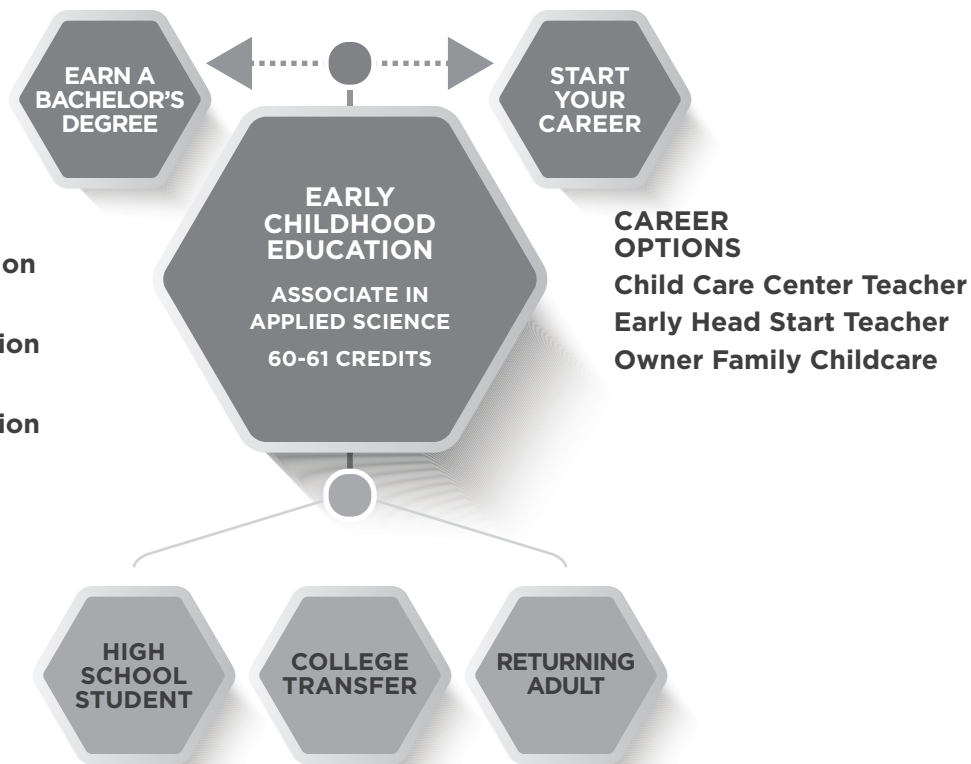 EARN A
BACHELOR'S
DEGREE
START
YOUR
CAREER
EARLY
CHILDHOOD
EDUCATION
ASSOCIATE IN
APPLIED SCIENCE
60-61 CREDITS
CAREER
OPTIONS
Child Care Center Teacher
Early Head Start Teacher
Owner Family Childcare
HIGH
SCHOOL
STUDENT
COLLEGE
TRANSFER
RETURNING
ADULT